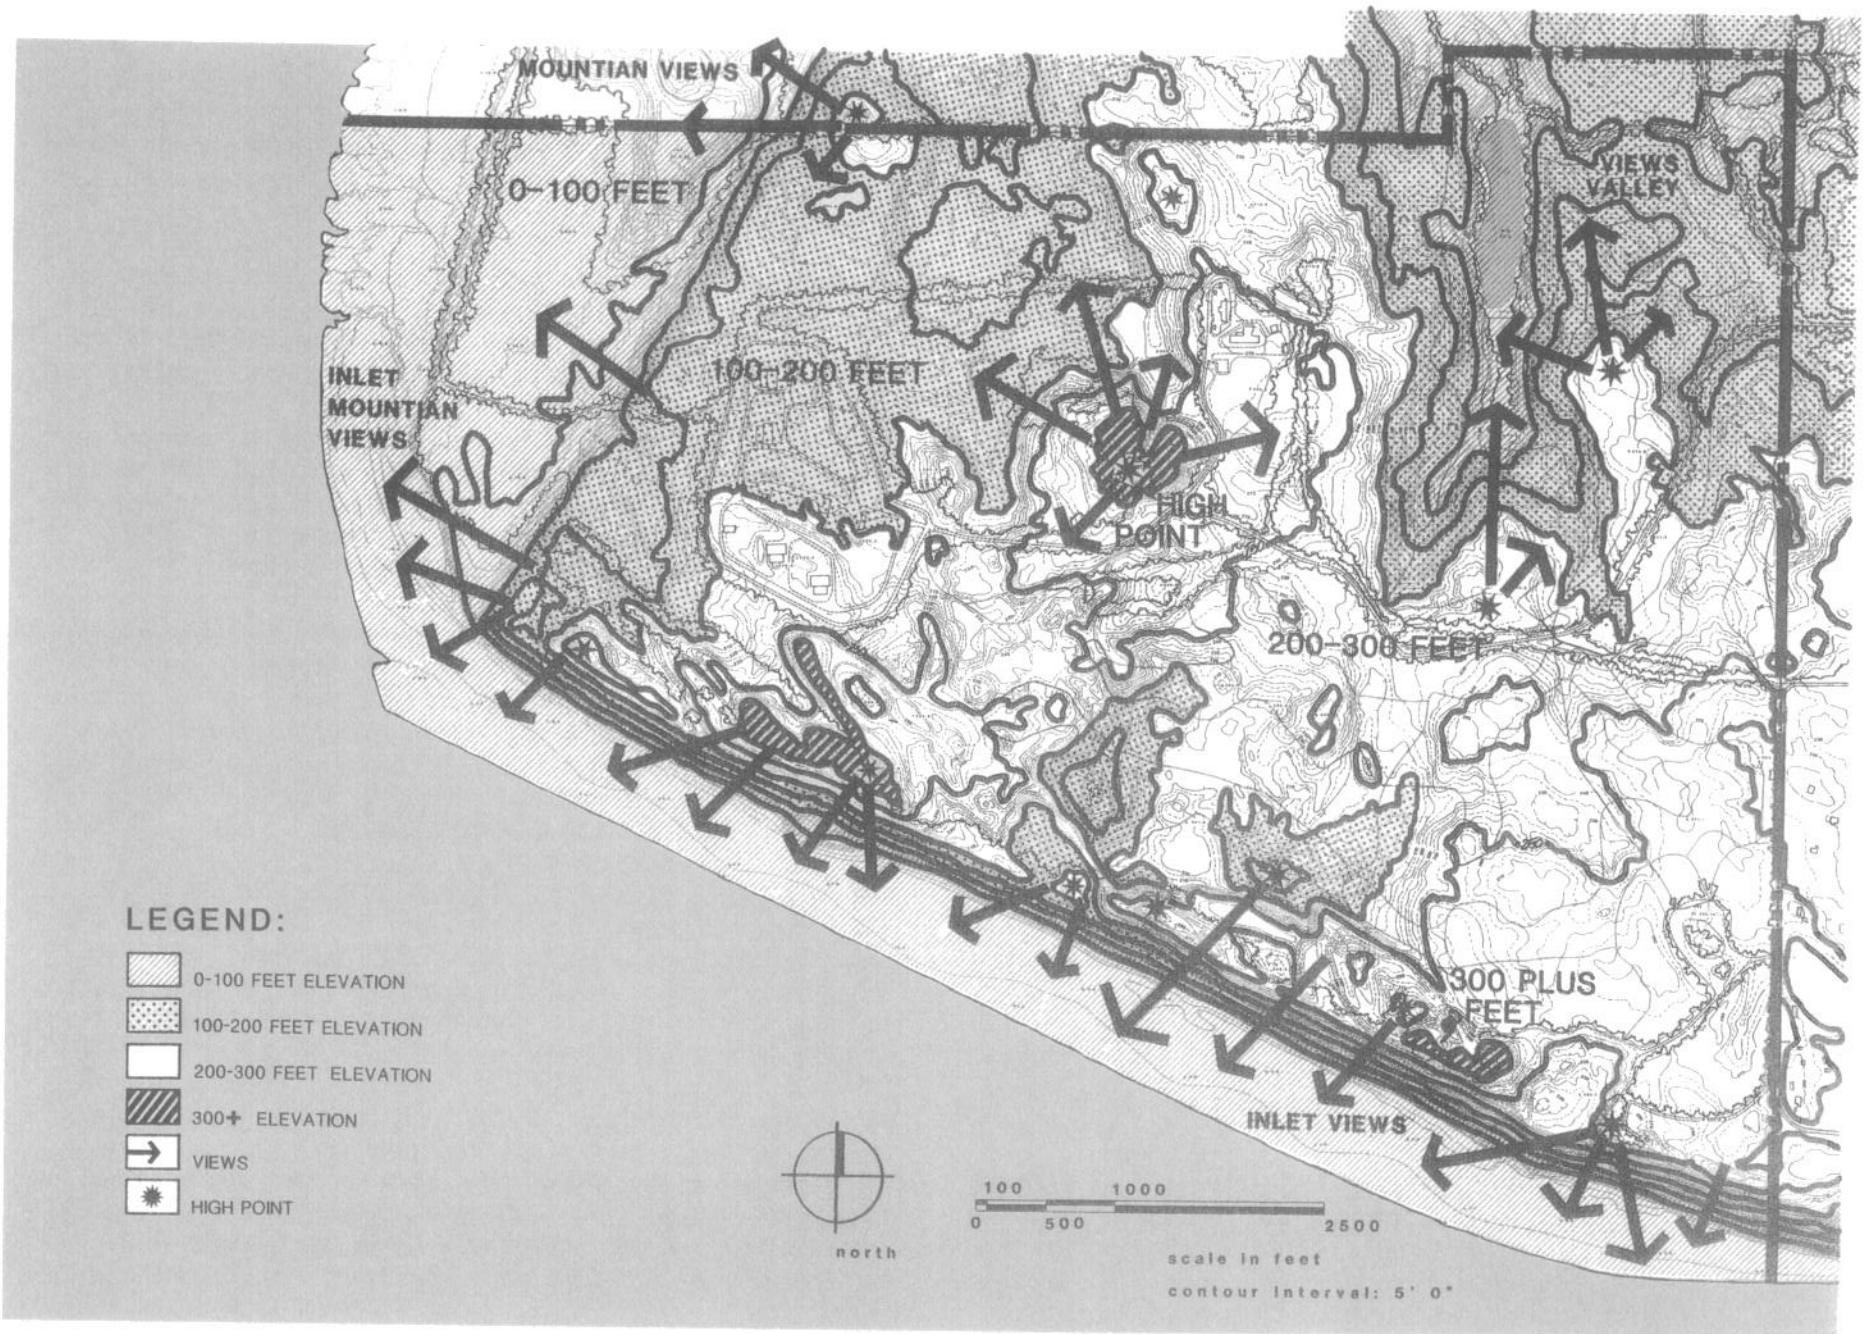 MOUNTIAN VIEWS
0-100 FEET
VIEWS
VALLEY
INLET
MOUNTIAN
VIEWS
100-200 FEET
HIGH
POINT
200-300 FEET
300 PLUS
FEET
INLET VIEWS
LEGEND:
0-100 FEET ELEVATION
100-200 FEET ELEVATION
200-300 FEET ELEVATION
300+ ELEVATION
VIEWS
HIGH POINT
north
100 1000
0 500 2500
scale in feet
contour interval: 5' 0"